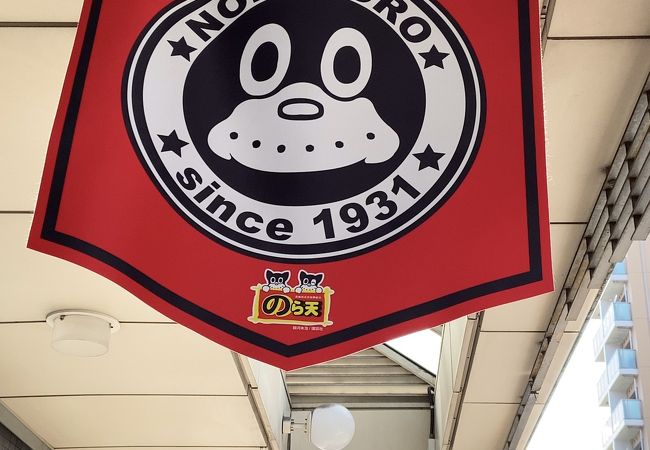 NORAKURO
since 1931
のら天